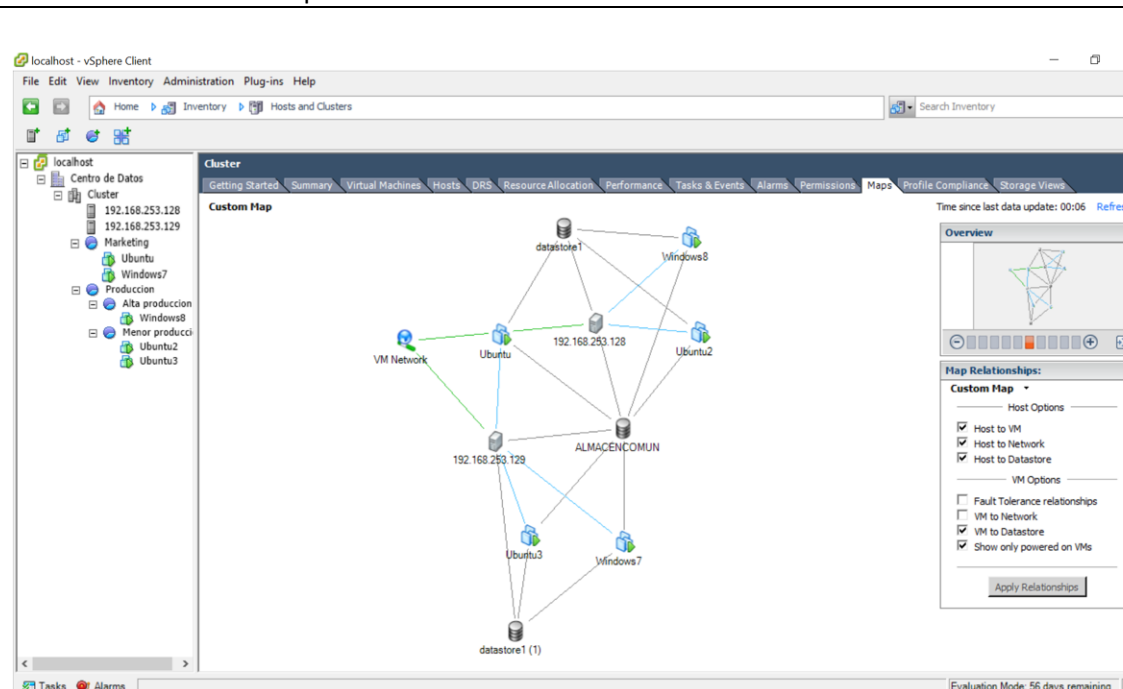 localhost - vSphere Client
File Edit View Inventory Administration Plug-ins Help
Home Inventory Hosts and Clusters
Search Inventory
localhost
Centro de Datos
Cluster
192.168.253.128
192.168.253.129
Marketing
Ubuntu
Windows7
Produccion
Alta produccion
Windows8
Menor producci
Ubuntu2
Ubuntu3
Cluster
Getting Started Summary Virtual Machines Hosts DRS Resource Allocation Performance Tasks & Events Alarms Permissions Maps Profile Compliance Storage Views
Custom Map
Time since last data update: 00:06 Refre
datastore1
Windows8
192.168.253.128
VM Network
Ubuntu
Ubuntu2
ALMACENCOMUN
192.168.253.129
Ubuntu3
Windows7
datastore1 (1)
Overview
Map Relationships:
Custom Map
Host Options
Host to VM
Host to Network
Host to Datastore
VM Options
Fault Tolerance relationships
VM to Network
VM to Datastore
Show only powered on VMs
Apply Relationships
Tasks Alarms
Evaluation Mode: 56 days remaining